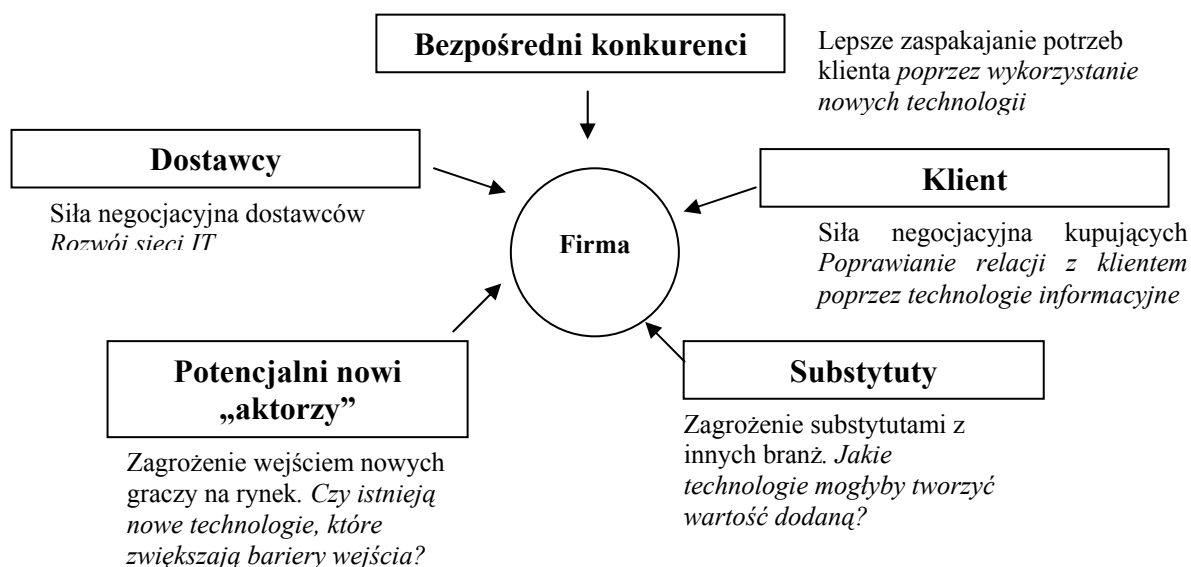 Bezpośredni konkurenci
Lepsze zaspakajanie potrzeb
klienta poprzez wykorzystanie
nowych technologii
Dostawcy
Siła negocjacyjna dostawców
Rozwój sieci IT
Firma
Klient
Siła negocjacyjna kupujących
Poprawianie relacji z klientem
poprzez technologie informacyjne
Potencjalni nowi
„aktorzy”
Zagrożenie wejściem nowych
graczy na rynek. Czy istnieją
nowe technologie, które
zwiększają bariery wejścia?
Substytuty
Zagrożenie substytutami z
innych branż. Jakie
technologie mogłyby tworzyć
wartość dodaną?